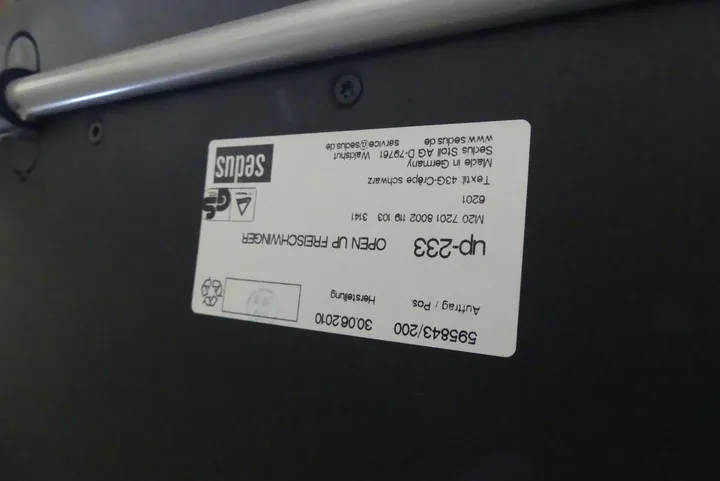 595843/200
Auftrag / Pos.
30.06.2010
Herstellung
up-233 OPEN UP FREISCHWINGER
M20 7201 8002 119 103 3141
6201
Textil: 43G-Crêpe schwarz
Made in Germany
Sedus Stoll AG D-79761 Waldshut
www.sedus.de service@sedus.de
GS
sedus